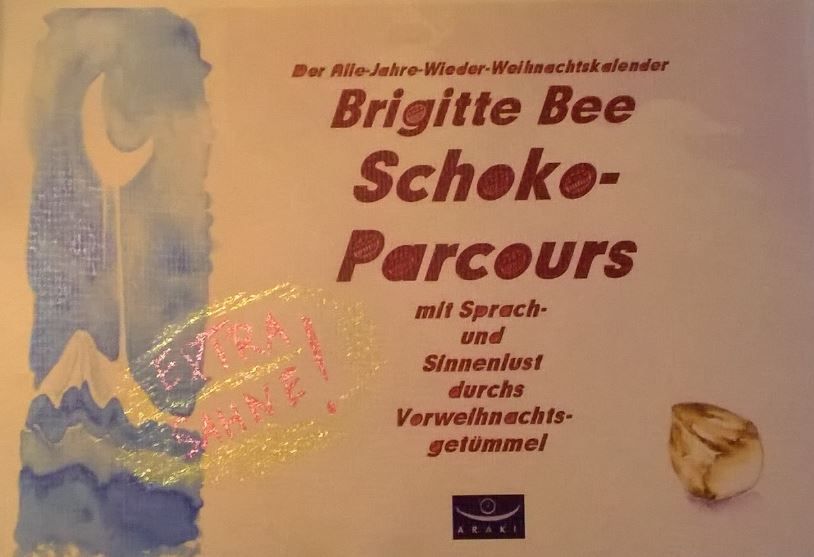 Der Alle-Jahre-Wieder-Weihnachtskalender
Brigitte Bee
Schoko-
Parcours
mit Sprach-
und
Sinnenlust
durchs
Vorweihnachts-
getümmel
EXTRA
SAHNE!
ARAKI